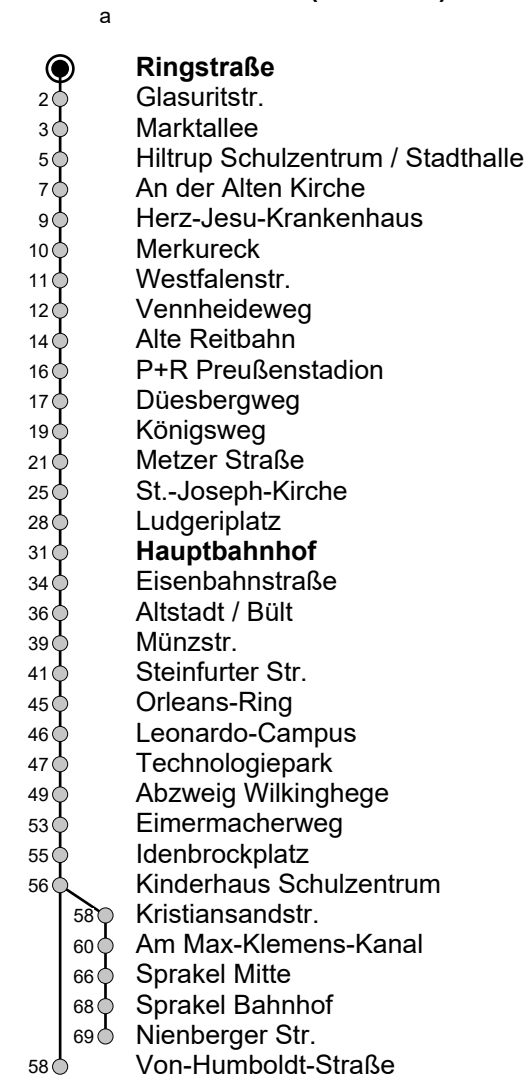 a
Ringstraße
2 Glasuritstr.
3 Marktallee
5 Hiltrup Schulzentrum / Stadthalle
7 An der Alten Kirche
9 Herz-Jesu-Krankenhaus
10 Merkureck
11 Westfalenstr.
12 Vennheideweg
14 Alte Reitbahn
16 P+R Preußenstadion
17 Düesbergweg
19 Königsweg
21 Metzer Straße
25 St.-Joseph-Kirche
28 Ludgeriplatz
31 Hauptbahnhof
34 Eisenbahnstraße
36 Altstadt / Bült
39 Münzstr.
41 Steinfurter Str.
45 Orleans-Ring
46 Leonardo-Campus
47 Technologiepark
49 Abzweig Wilkinghege
53 Eimermacherweg
55 Idenbrockplatz
56 Kinderhaus Schulzentrum
58 Kristiansandstr.
60 Am Max-Klemens-Kanal
66 Sprakel Mitte
68 Sprakel Bahnhof
69 Nienberger Str.
58 Von-Humboldt-Straße